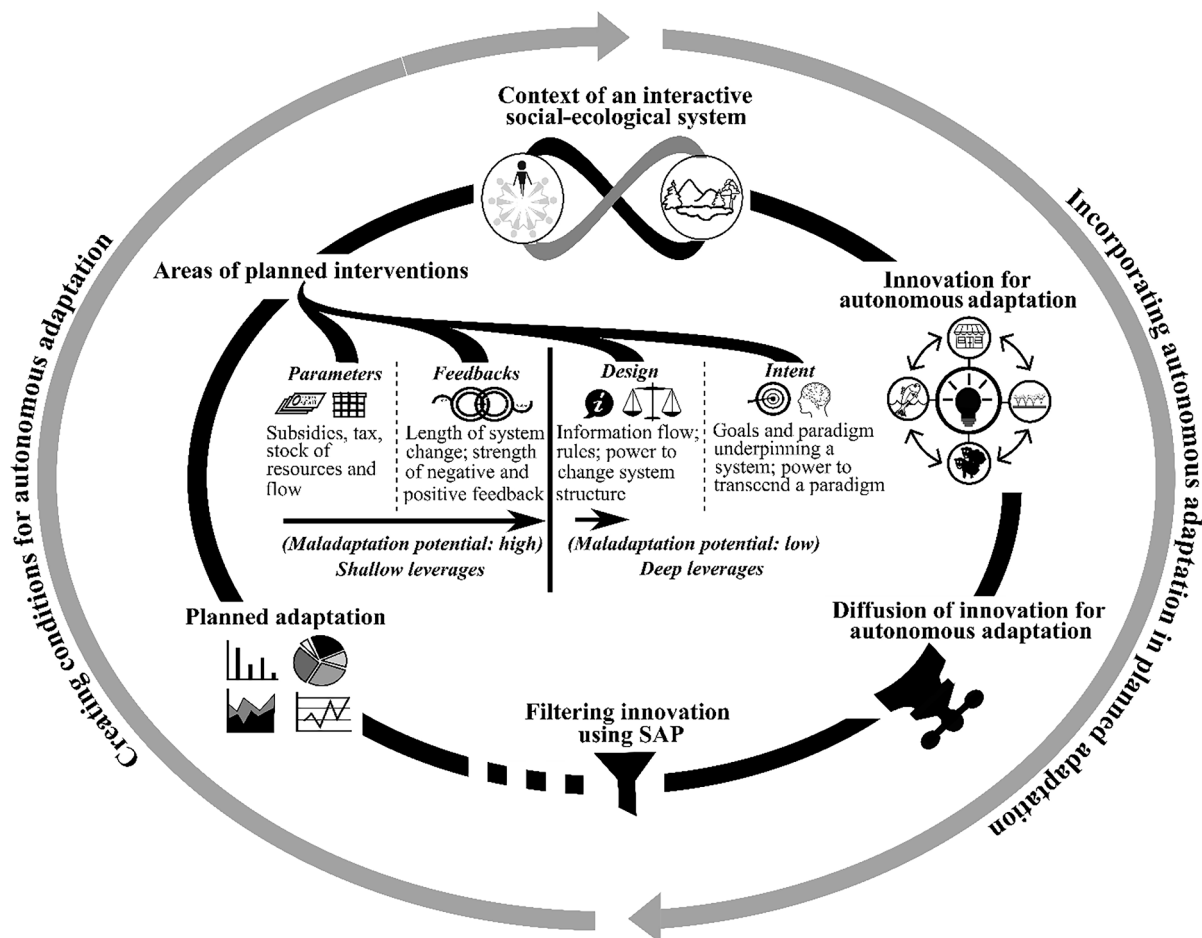 Context of an interactive
social-ecological system
Creating conditions for autonomous adaptation
Incorporating autonomous adaptation in planned adaptation
Areas of planned interventions
Innovation for
autonomous adaptation
Parameters
Subsidies, tax,
stock of
resources and
flow
Feedbacks
Length of system
change; strength
of negative and
positive feedback
Design
Information flow;
rules; power to
change system
structure
Intent
Goals and paradigm
underpinning a
system; power to
transcend a paradigm
(Maladaptation potential: high)
Shallow leverages
(Maladaptation potential: low)
Deep leverages
Planned adaptation
Diffusion of innovation for
autonomous adaptation
Filtering innovation
using SAP